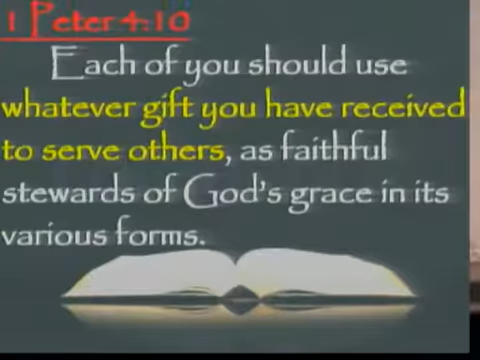 1 Peter 4:10
Each of you should use
whatever gift you have received
to serve others, as faithful
stewards of God's grace in its
various forms.